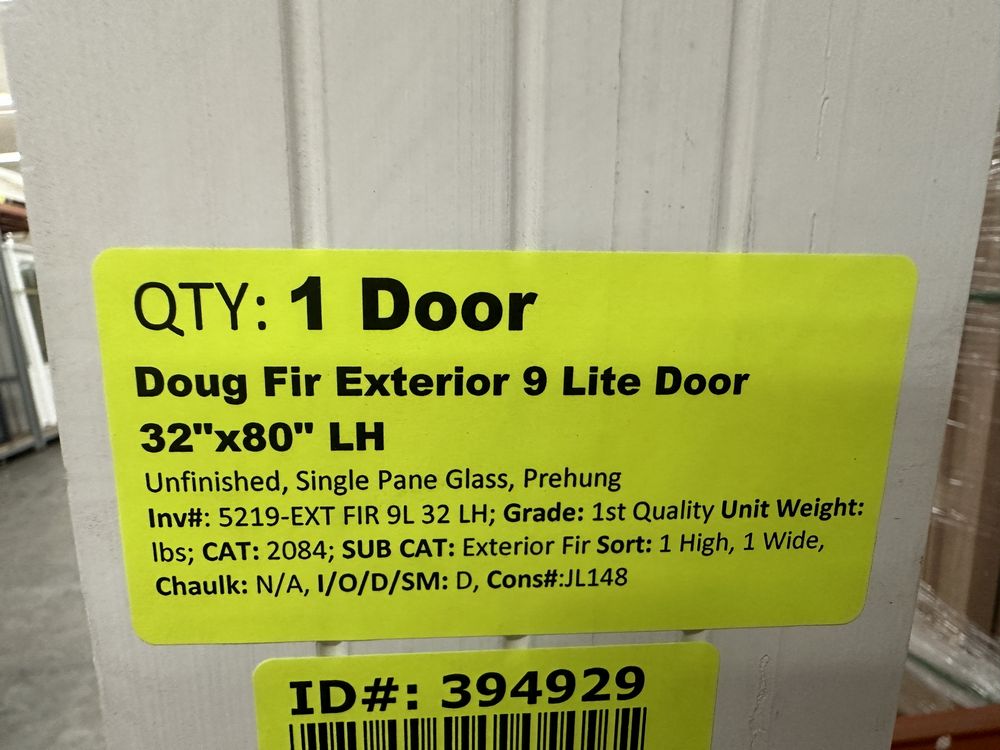 QTY: 1 Door
Doug Fir Exterior 9 Lite Door
32"x80" LH
Unfinished, Single Pane Glass, Prehung
Inv#: 5219-EXT FIR 9L 32 LH; Grade: 1st Quality Unit Weight:
lbs; CAT: 2084; SUB CAT: Exterior Fir Sort: 1 High, 1 Wide,
Chaulk: N/A, I/O/D/SM: D, Cons#:JL148
ID#: 394929